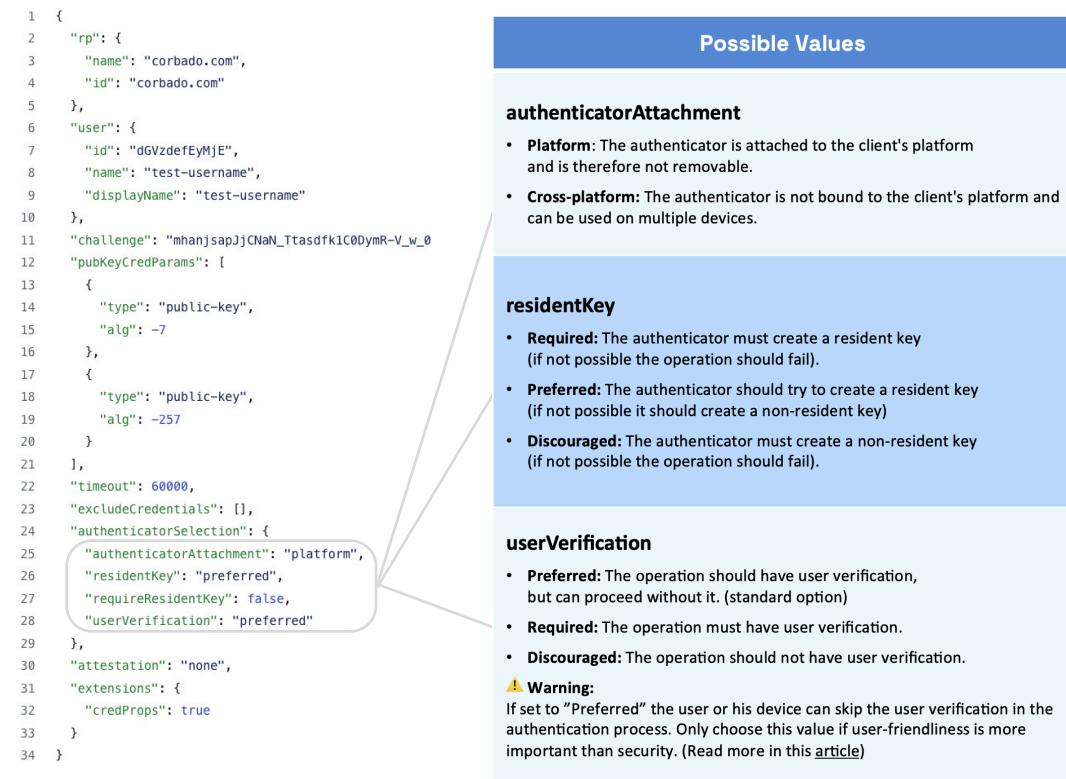 1 {
2 "rp": {
3 "name": "corbado.com",
4 "id": "corbado.com"
5 },
6 "user": {
7 "id": "dGVzdefEyMjE",
8 "name": "test-username",
9 "displayName": "test-username"
10 },
11 "challenge": "mhanjsapJjCNaN_Ttasdfk1C0DymR-V_w_0
12 "pubKeyCredParams": [
13 {
14 "type": "public-key",
15 "alg": -7
16 },
17 {
18 "type": "public-key",
19 "alg": -257
20 }
21 ],
22 "timeout": 60000,
23 "excludeCredentials": [],
24 "authenticatorSelection": {
25 "authenticatorAttachment": "platform",
26 "residentKey": "preferred",
27 "requireResidentKey": false,
28 "userVerification": "preferred"
29 },
30 "attestation": "none",
31 "extensions": {
32 "credProps": true
33 }
34 }
Possible Values
authenticatorAttachment
• Platform: The authenticator is attached to the client's platform
and is therefore not removable.
• Cross-platform: The authenticator is not bound to the client's platform and
can be used on multiple devices.
residentKey
• Required: The authenticator must create a resident key
(if not possible the operation should fail).
• Preferred: The authenticator should try to create a resident key
(if not possible it should create a non-resident key)
• Discouraged: The authenticator must create a non-resident key
(if not possible the operation should fail).
userVerification
• Preferred: The operation should have user verification,
but can proceed without it. (standard option)
• Required: The operation must have user verification.
• Discouraged: The operation should not have user verification.
⚠ Warning:
If set to ”Preferred” the user or his device can skip the user verification in the
authentication process. Only choose this value if user-friendliness is more
important than security. (Read more in this article)